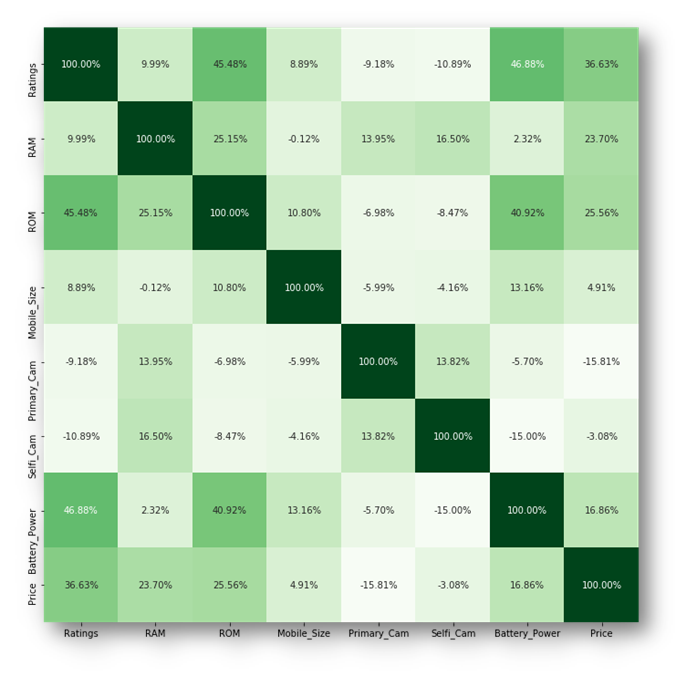 Ratings 100.00% 9.99% 45.48% 8.89% -9.18% -10.89% 46.88% 36.63%
RAM 9.99% 100.00% 25.15% -0.12% 13.95% 16.50% 2.32% 23.70%
ROM 45.48% 25.15% 100.00% 10.80% -6.98% -8.47% 40.92% 25.56%
Mobile_Size 8.89% -0.12% 10.80% 100.00% -5.99% -4.16% 13.16% 4.91%
Primary_Cam -9.18% 13.95% -6.98% -5.99% 100.00% 13.82% -5.70% -15.81%
Selfi_Cam -10.89% 16.50% -8.47% -4.16% 13.82% 100.00% -15.00% -3.08%
Battery_Power 46.88% 2.32% 40.92% 13.16% -5.70% -15.00% 100.00% 16.86%
Price 36.63% 23.70% 25.56% 4.91% -15.81% -3.08% 16.86% 100.00%
Ratings RAM ROM Mobile_Size Primary_Cam Selfi_Cam Battery_Power Price